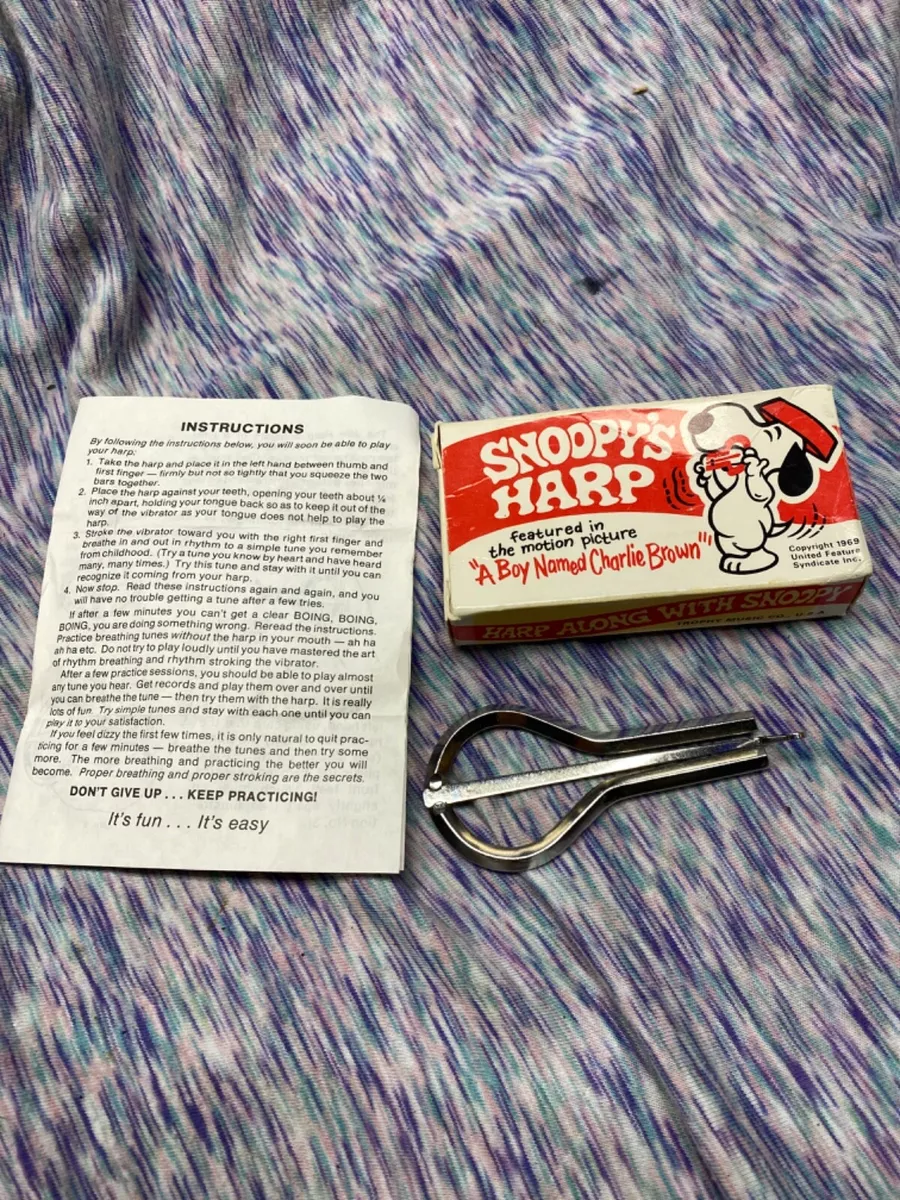 INSTRUCTIONS
By following the instructions below, you will soon be able to play
your harp:
1. Take the harp and place it in the left hand between thumb and
first finger — firmly but not so tightly that you squeeze the two
bars together.
2. Place the harp against your teeth, opening your teeth about ¼
inch apart, holding your tongue back so as to keep it out of the
way of the vibrator as your tongue does not help to play the
harp.
3. Stroke the vibrator toward you with the right first finger and
breathe in and out in rhythm to a simple tune you remember
from childhood. (Try a tune you know by heart and have heard
many, many times.) Try this tune and stay with it until you can
recognize it coming from your harp.
4. Now stop. Read these instructions again and again, and you
will have no trouble getting a tune after a few tries.
If after a few minutes you can't get a clear BOING, BOING,
BOING, you are doing something wrong. Reread the instructions.
Practice breathing tunes without the harp in your mouth — ah ha
ah ha etc. Do not try to play loudly until you have mastered the art
of rhythm breathing and rhythm stroking the vibrator.
After a few practice sessions, you should be able to play almost
any tune you hear. Get records and play them over and over until
you can breathe the tune — then try them with the harp. It is really
lots of fun. Try simple tunes and stay with each one until you can
play it to your satisfaction.
If you feel dizzy the first few times, it is only natural to quit prac-
ticing for a few minutes — breathe the tunes and then try some
more. The more breathing and practicing the better you will
become. Proper breathing and proper stroking are the secrets.
DON'T GIVE UP . . . KEEP PRACTICING!
It's fun . . . It's easy
SNOOPY'S
HARP
featured in
the motion picture
"A Boy Named Charlie Brown"
Copyright 1969
United Feature
Syndicate Inc.
HARP ALONG WITH SNOOPY
TROPHY MUSIC CO. U.S.A.